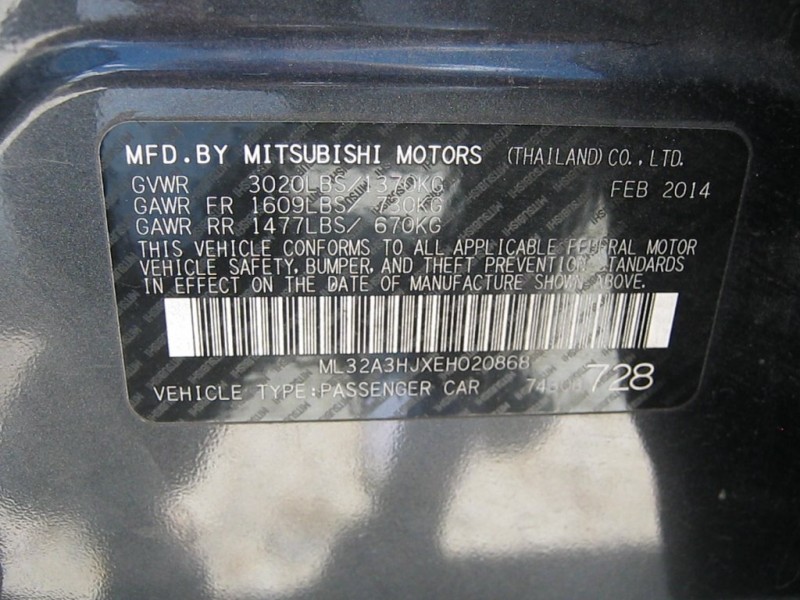 MFD.BY MITSUBISHI MOTORS (THAILAND) CO., LTD.
GVWR 3020LBS/1370KG FEB 2014
GAWR FR 1609LBS/ 730KG
GAWR RR 1477LBS/ 670KG
THIS VEHICLE CONFORMS TO ALL APPLICABLE FEDERAL MOTOR
VEHICLE SAFETY, BUMPER, AND THEFT PREVENTION STANDARDS
IN EFFECT ON THE DATE OF MANUFACTURE SHOWN ABOVE.
ML32A3HJXEH020868
VEHICLE TYPE:PASSENGER CAR 728